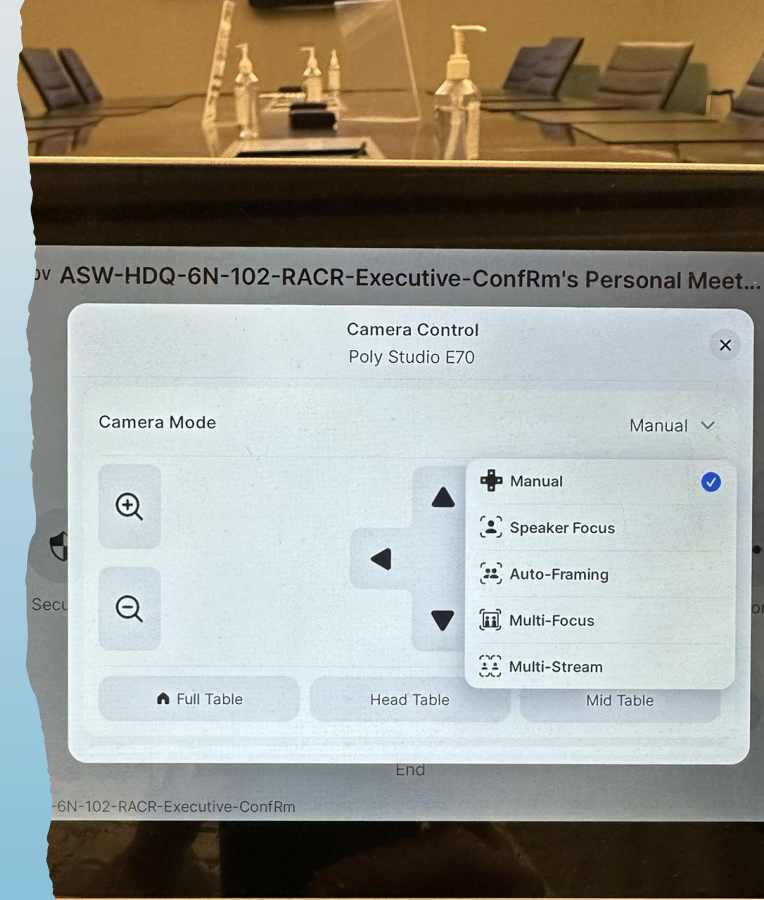 ASW-HDQ-6N-102-RACR-Executive-ConfRm's Personal Meet...
Camera Control
Poly Studio E70
Camera Mode
Manual
Manual
Speaker Focus
Auto-Framing
Multi-Focus
Multi-Stream
Secu
Full Table
Head Table
Mid Table
End
-6N-102-RACR-Executive-ConfRm